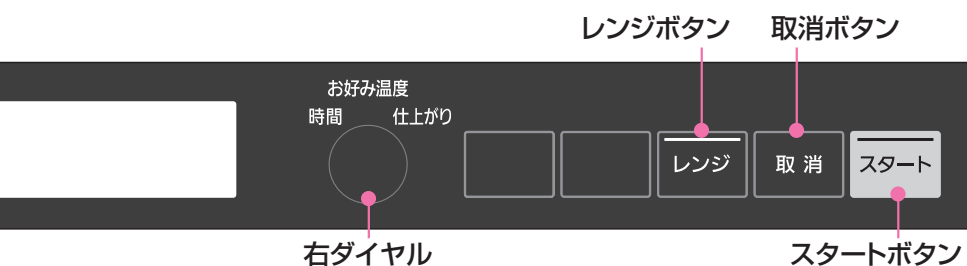 レンジボタン 取消ボタン
お好み温度
時間 仕上がり
レンジ 取消 スタート
右ダイヤル スタートボタン